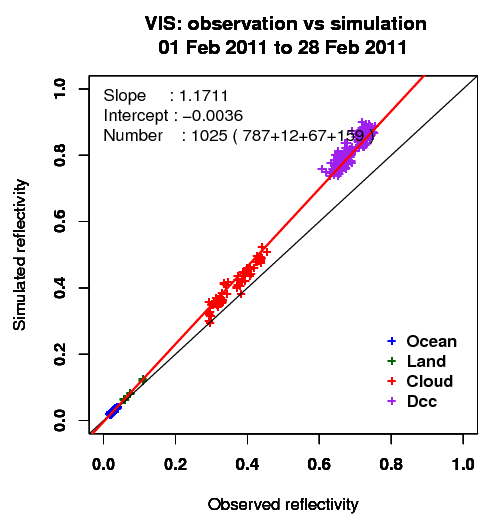 VIS: observation vs simulation
01 Feb 2011 to 28 Feb 2011
Slope : 1.1711
Intercept : −0.0036
Number : 1025 ( 787+12+67+159 )
Simulated reflectivity
1.0
0.8
0.6
0.4
0.2
0.0
Ocean
Land
Cloud
Dcc
0.0 0.2 0.4 0.6 0.8 1.0
Observed reflectivity